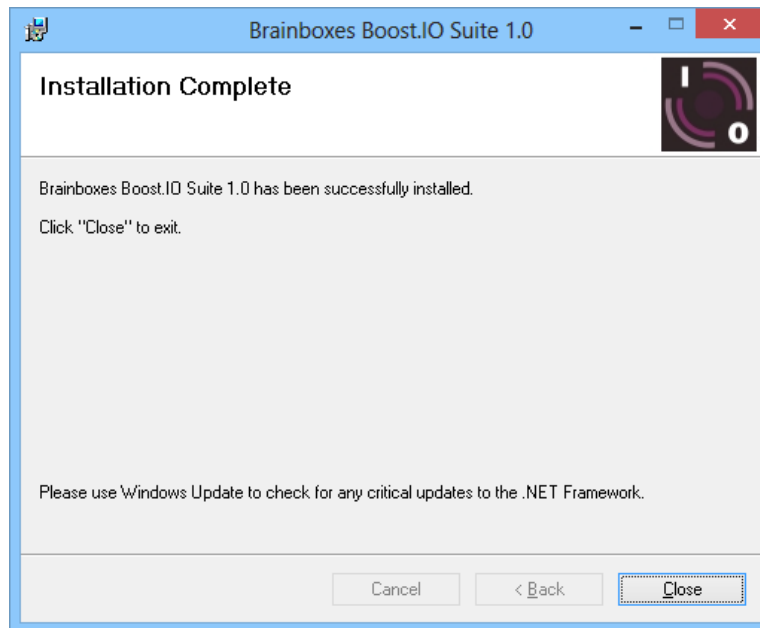 Brainboxes Boost.IO Suite 1.0
Installation Complete
I
O
Brainboxes Boost.IO Suite 1.0 has been successfully installed.
Click "Close" to exit.
Please use Windows Update to check for any critical updates to the .NET Framework.
Cancel
< Back
Close